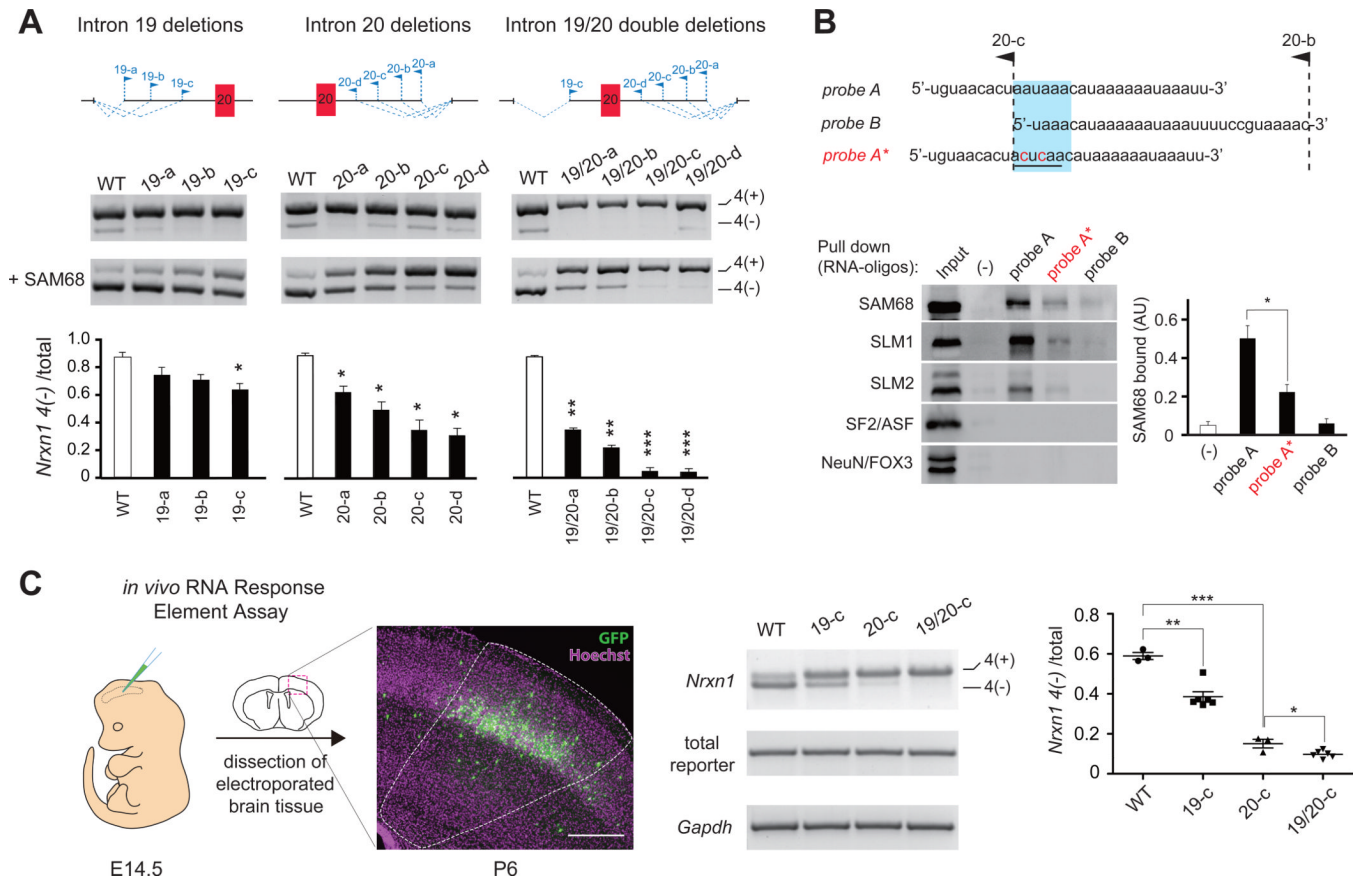 A
Intron 19 deletions
Intron 20 deletions
Intron 19/20 double deletions
19-a
19-b
19-c
20
20
20-d
20-c
20-b
20-a
19-c
20
20-d
20-c
20-b
20-a
WT 19-a 19-b 19-c
WT 20-a 20-b 20-c 20-d
WT 19/20-a 19/20-b 19/20-c 19/20-d
4(+)
4(-)
+ SAM68
4(+)
4(-)
Nrxn1 4(-) /total
1.0
0.8
0.6
0.4
0.2
0
*
* * * *
** ** *** ***
WT 19-a 19-b 19-c
WT 20-a 20-b 20-c 20-d
WT 19/20-a 19/20-b 19/20-c 19/20-d
B
20-c
20-b
probe A 5’-uguaacacuaauaaacauaaaaaauaaauu-3’
probe B 5’-uaaacauaaaaaauaaauuuuccguaaaac-3’
probe A* 5’-uguaacacuacucaacauaaaaaauaaauu-3’
Pull down
(RNA-oligos):
Input (-) probe A probe A* probe B
SAM68
SLM1
SLM2
SF2/ASF
NeuN/FOX3
SAM68 bound (AU)
0.6
0.4
0.2
0
*
(-) probe A probe A* probe B
C
in vivo RNA Response
Element Assay
dissection of
electroporated
brain tissue
E14.5
GFP
Hoechst
P6
WT 19-c 20-c 19/20-c
Nrxn1
4(+)
4(-)
total
reporter
Gapdh
Nrxn1 4(-) /total
0.8
0.6
0.4
0.2
0
***
**
*
WT 19-c 20-c 19/20-c